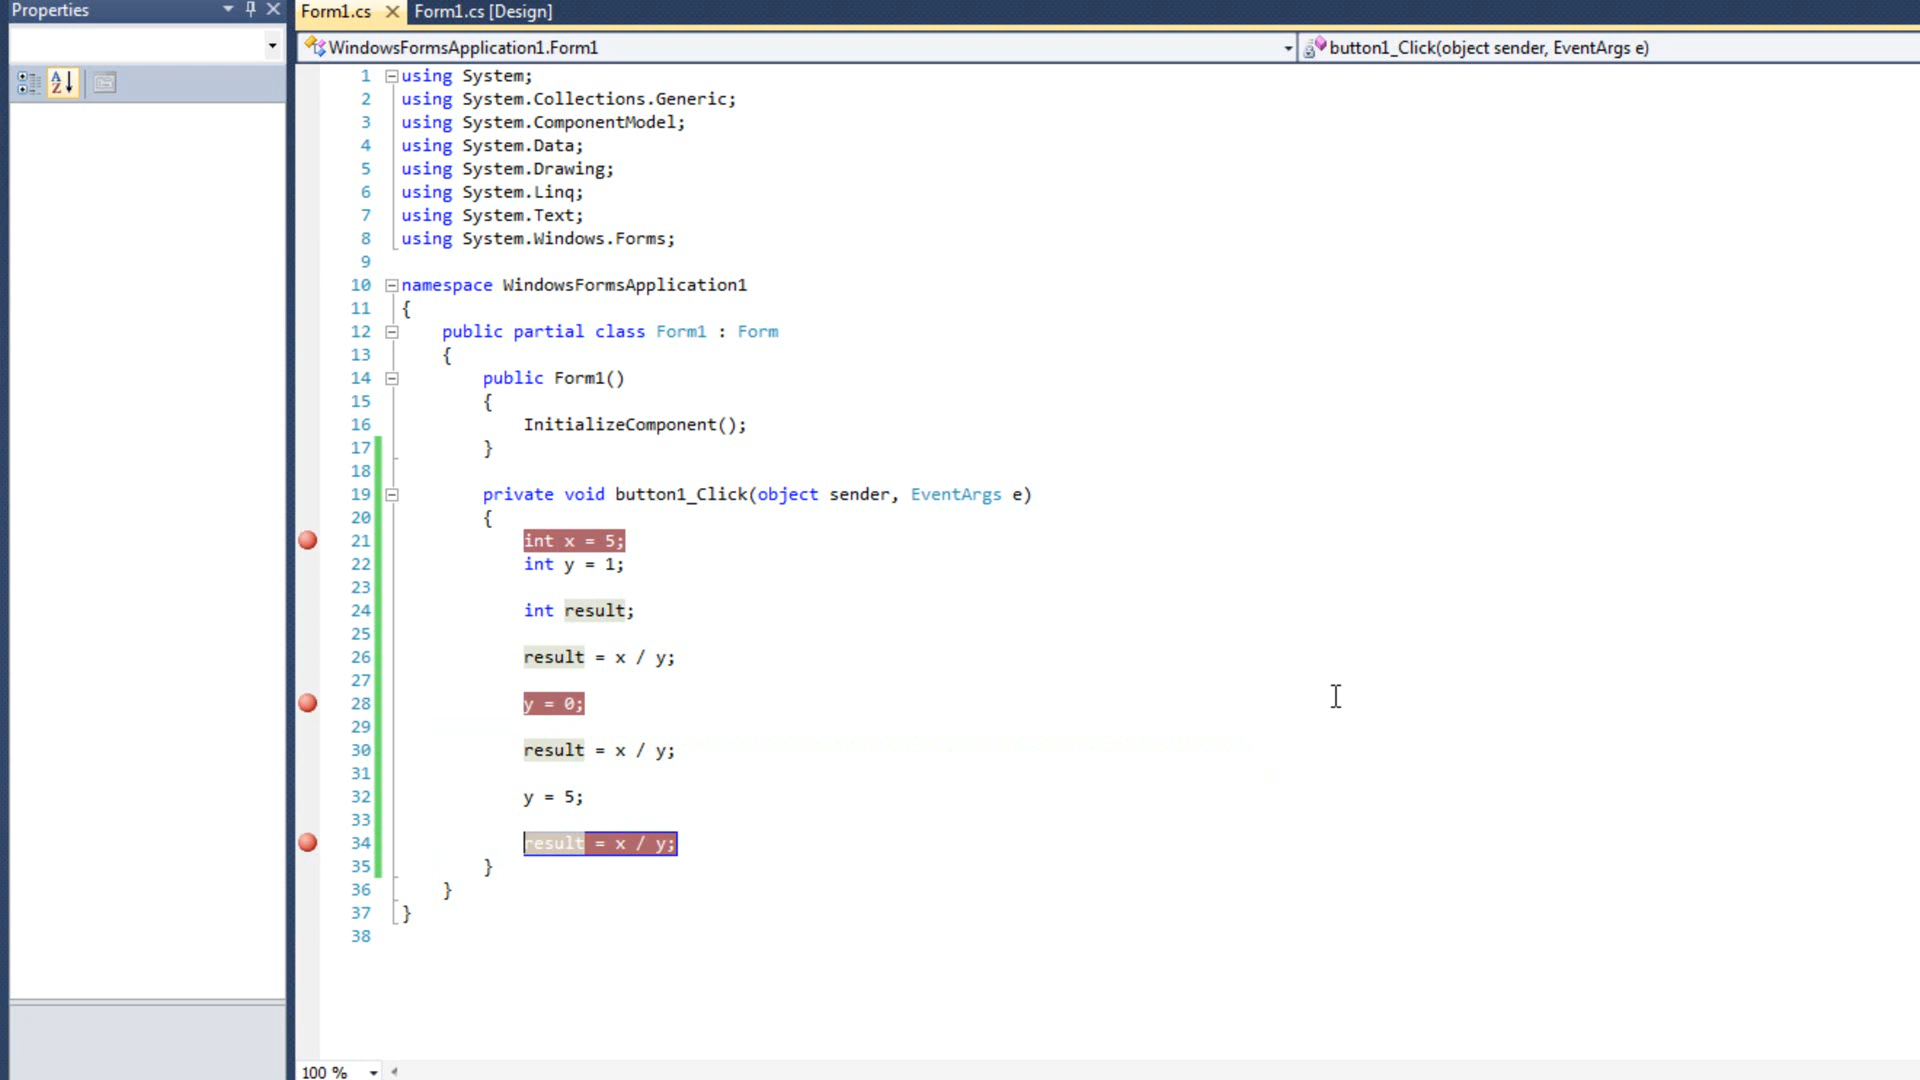 Properties
Form1.cs
Form1.cs [Design]
WindowsFormsApplication1.Form1
button1_Click(object sender, EventArgs e)
1 using System;
2 using System.Collections.Generic;
3 using System.ComponentModel;
4 using System.Data;
5 using System.Drawing;
6 using System.Linq;
7 using System.Text;
8 using System.Windows.Forms;
9
10 namespace WindowsFormsApplication1
11 {
12 public partial class Form1 : Form
13 {
14 public Form1()
15 {
16 InitializeComponent();
17 }
18
19 private void button1_Click(object sender, EventArgs e)
20 {
21 int x = 5;
22 int y = 1;
23
24 int result;
25
26 result = x / y;
27
28 y = 0;
29
30 result = x / y;
31
32 y = 5;
33
34 result = x / y;
35 }
36 }
37 }
38
100 %